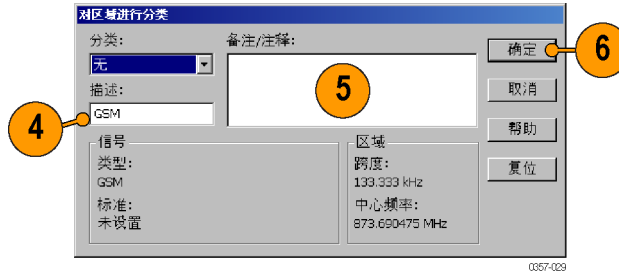 对区域进行分类
分类:
备注/注释:
无
确定
6
描述:
5
取消
GSM
4
帮助
信号
区域
复位
类型:
跨度:
GSM
133.333 kHz
标准:
中心频率:
未设置
873.690475 MHz
0357-029